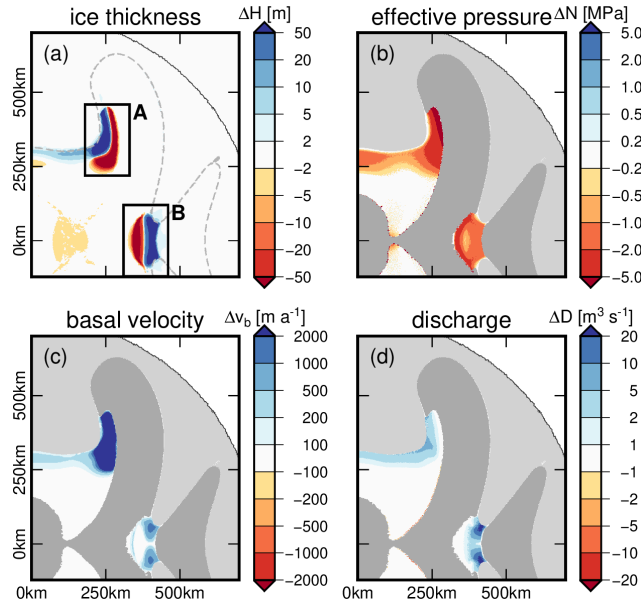 ice thickness
ΔH [m]
effective pressure
ΔN [MPa]
(a)
A
B
500km
250km
0km
50
20
10
5
2
−2
−5
−10
−20
−50
(b)
5.0
2.0
1.0
0.5
0.2
−0.2
−0.5
−1.0
−2.0
−5.0
basal velocity
Δv_b [m a⁻¹]
discharge
ΔD [m³ s⁻¹]
(c)
500km
250km
0km
2000
1000
500
200
100
−100
−200
−500
−1000
−2000
(d)
20
10
5
2
1
−1
−2
−5
−10
−20
0km 250km 500km
0km 250km 500km